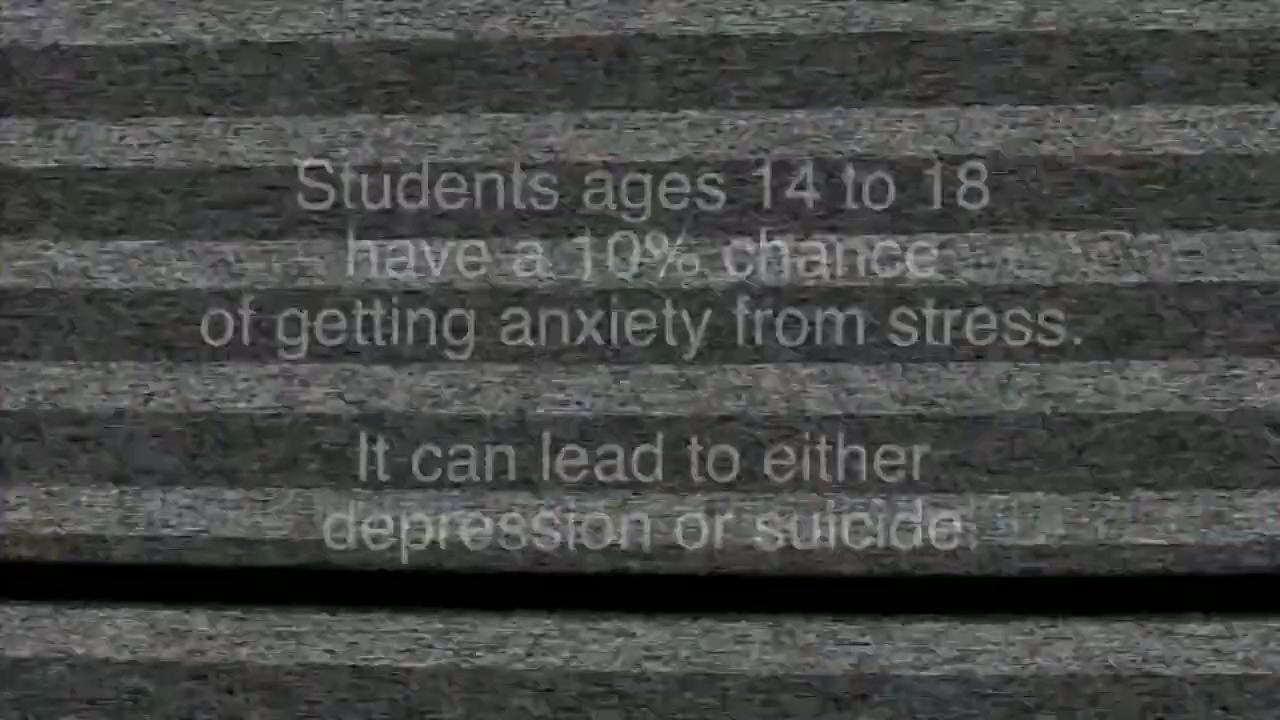 Students ages 14 to 18
have a 10% chance
of getting anxiety from stress.
It can lead to either
depression or suicide.